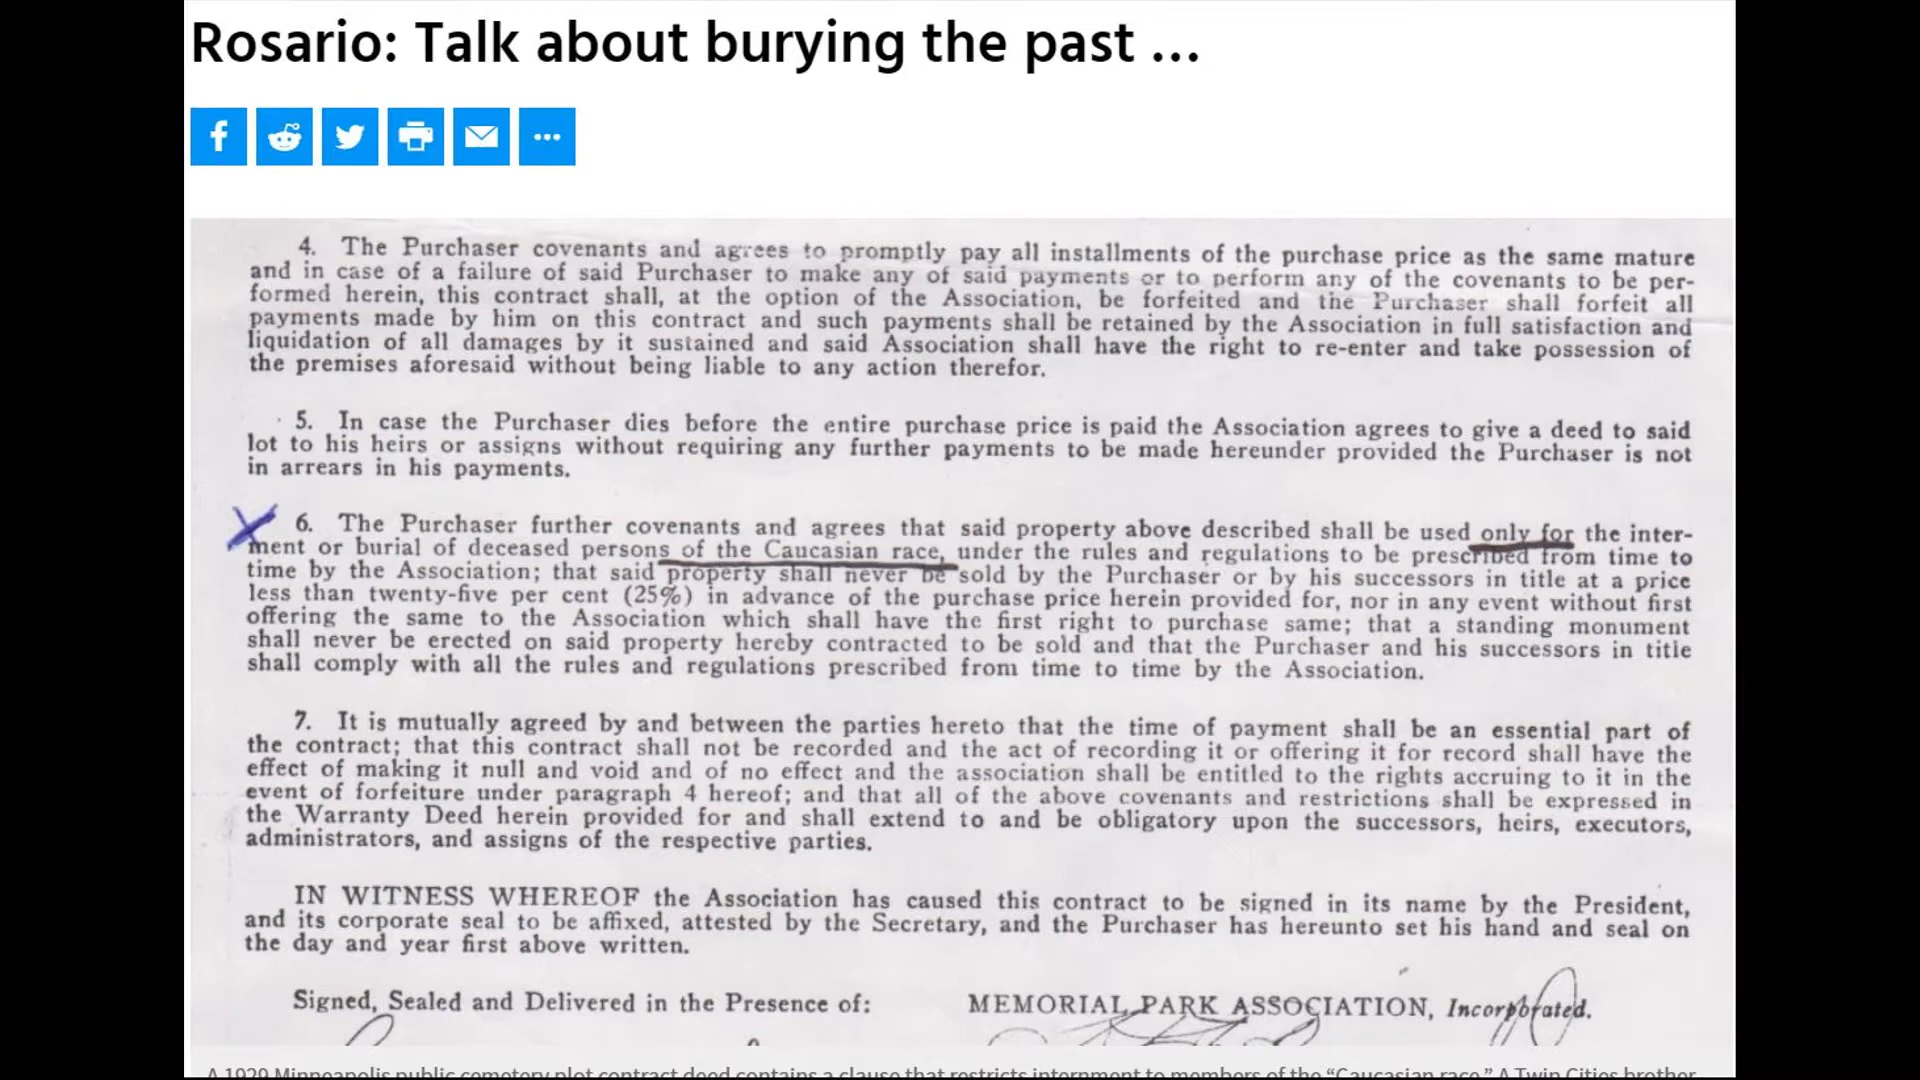 Rosario: Talk about burying the past ...
4. The Purchaser covenants and agrees to promptly pay all installments of the purchase price as the same mature
and in case of a failure of said Purchaser to make any of said payments or to perform any of the covenants to be per-
formed herein, this contract shall, at the option of the Association, be forfeited and the Purchaser shall forfeit all
payments made by him on this contract and such payments shall be retained by the Association in full satisfaction and
liquidation of all damages by it sustained and said Association shall have the right to re-enter and take possession of
the premises aforesaid without being liable to any action therefor.
5. In case the Purchaser dies before the entire purchase price is paid the Association agrees to give a deed to said
lot to his heirs or assigns without requiring any further payments to be made hereunder provided the Purchaser is not
in arrears in his payments.
6. The Purchaser further covenants and agrees that said property above described shall be used only for the inter-
ment or burial of deceased persons of the Caucasian race, under the rules and regulations to be prescribed from time to
time by the Association; that said property shall never be sold by the Purchaser or by his successors in title at a price
less than twenty-five per cent (25%) in advance of the purchase price herein provided for, nor in any event without first
offering the same to the Association which shall have the first right to purchase same; that a standing monument
shall never be erected on said property hereby contracted to be sold and that the Purchaser and his successors in title
shall comply with all the rules and regulations prescribed from time to time by the Association.
7. It is mutually agreed by and between the parties hereto that the time of payment shall be an essential part of
the contract; that this contract shall not be recorded and the act of recording it or offering it for record shall have the
effect of making it null and void and of no effect and the association shall be entitled to the rights accruing to it in the
event of forfeiture under paragraph 4 hereof; and that all of the above covenants and restrictions shall be expressed in
the Warranty Deed herein provided for and shall extend to and be obligatory upon the successors, heirs, executors,
administrators, and assigns of the respective parties.
IN WITNESS WHEREOF the Association has caused this contract to be signed in its name by the President,
and its corporate seal to be affixed, attested by the Secretary, and the Purchaser has hereunto set his hand and seal on
the day and year first above written.
Signed, Sealed and Delivered in the Presence of: MEMORIAL PARK ASSOCIATION, Incorporated.
A 1929 Minneapolis public cemetery plot contract deed contains a clause that restricts internment to members of the “Caucasian race.” A Twin Cities brother